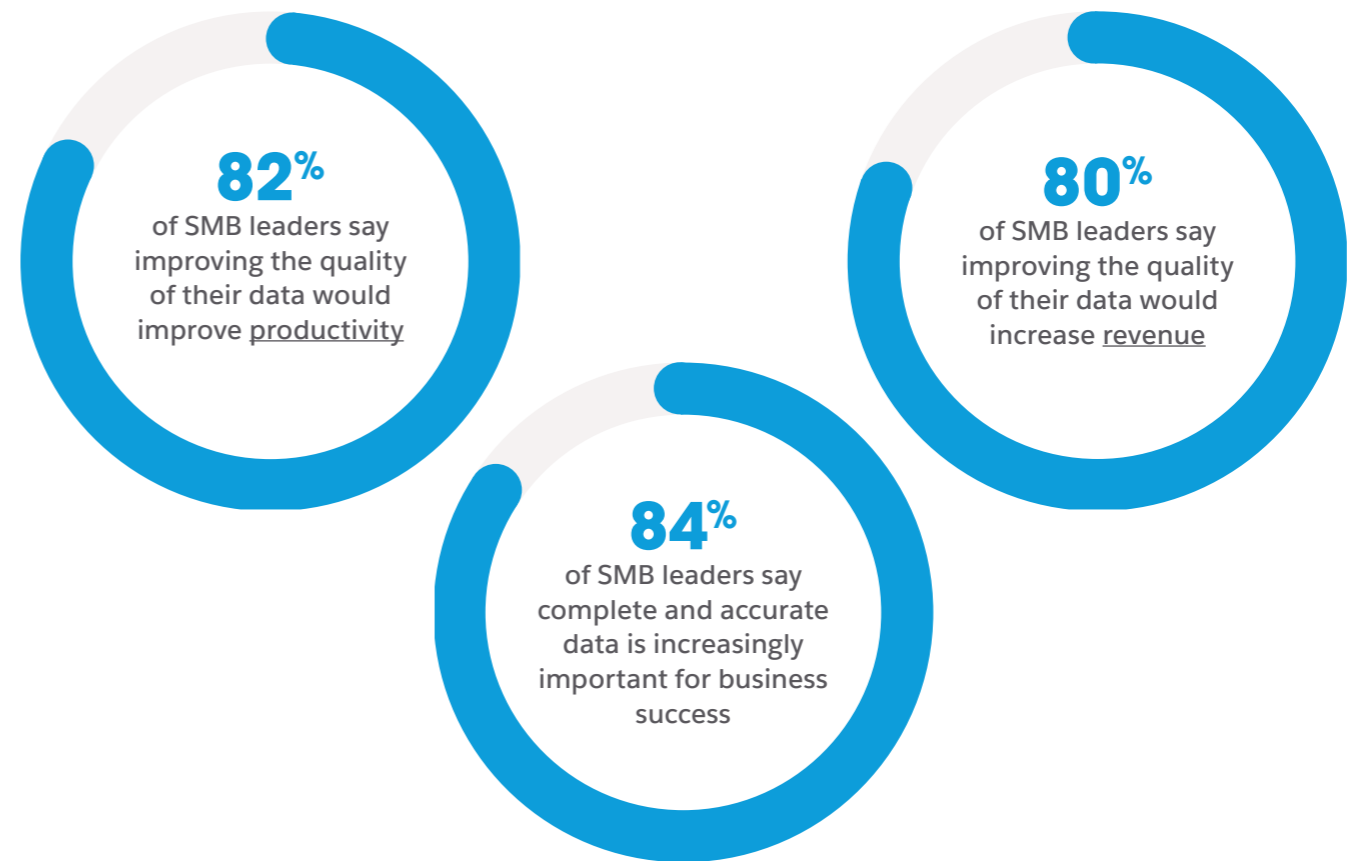 82%
of SMB leaders say
improving the quality
of their data would
improve productivity
80%
of SMB leaders say
improving the quality
of their data would
increase revenue
84%
of SMB leaders say
complete and accurate
data is increasingly
important for business
success